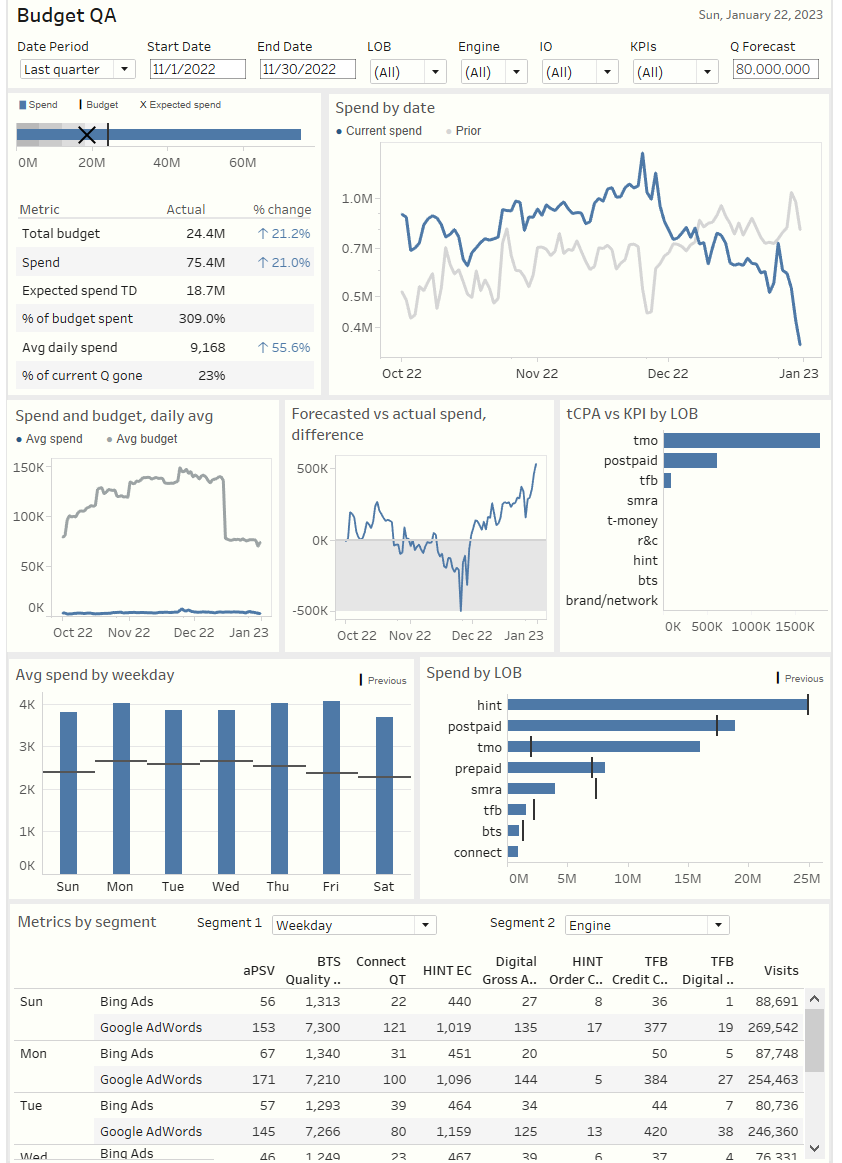 Budget QA
Sun, January 22, 2023
Date Period Start Date End Date LOB Engine IO KPIs Q Forecast
Last quarter 11/1/2022 11/30/2022 (All) (All) (All) (All) 80,000,000
Spend Budget X Expected spend
0M 20M 40M 60M
Metric Actual % change
Total budget 24.4M ↑ 21.2%
Spend 75.4M ↑ 21.0%
Expected spend TD 18.7M
% of budget spent 309.0%
Avg daily spend 9,168 ↑ 55.6%
% of current Q gone 23%
Spend by date
Current spend Prior
1.0M
0.7M
0.5M
0.4M
Oct 22 Nov 22 Dec 22 Jan 23
Spend and budget, daily avg
Avg spend Avg budget
150K
100K
50K
0K
Oct 22 Nov 22 Dec 22 Jan 23
Forecasted vs actual spend,
difference
500K
0K
-500K
Oct 22 Nov 22 Dec 22 Jan 23
tCPA vs KPI by LOB
tmo
postpaid
tfb
smra
t-money
r&c
hint
bts
brand/network
0K 500K 1000K 1500K
Avg spend by weekday
Previous
4K
3K
2K
1K
0K
Sun Mon Tue Wed Thu Fri Sat
Spend by LOB
Previous
hint
postpaid
tmo
prepaid
smra
tfb
bts
connect
0M 5M 10M 15M 20M 25M
Metrics by segment Segment 1 Weekday Segment 2 Engine
aPSV BTS Quality .. Connect QT HINT EC Digital Gross A.. HINT Order C.. TFB Credit C.. TFB Digital .. Visits
Sun Bing Ads 56 1,313 22 440 27 8 36 1 88,691
Google AdWords 153 7,300 121 1,019 135 17 377 19 269,542
Mon Bing Ads 67 1,340 31 451 20 50 5 87,748
Google AdWords 171 7,210 100 1,096 144 5 384 27 254,463
Tue Bing Ads 57 1,293 39 464 34 44 7 80,736
Google AdWords 145 7,266 80 1,159 125 13 420 38 246,360
Wed Bing Ads 46 1,249 23 467 39 6 37 4 76,331